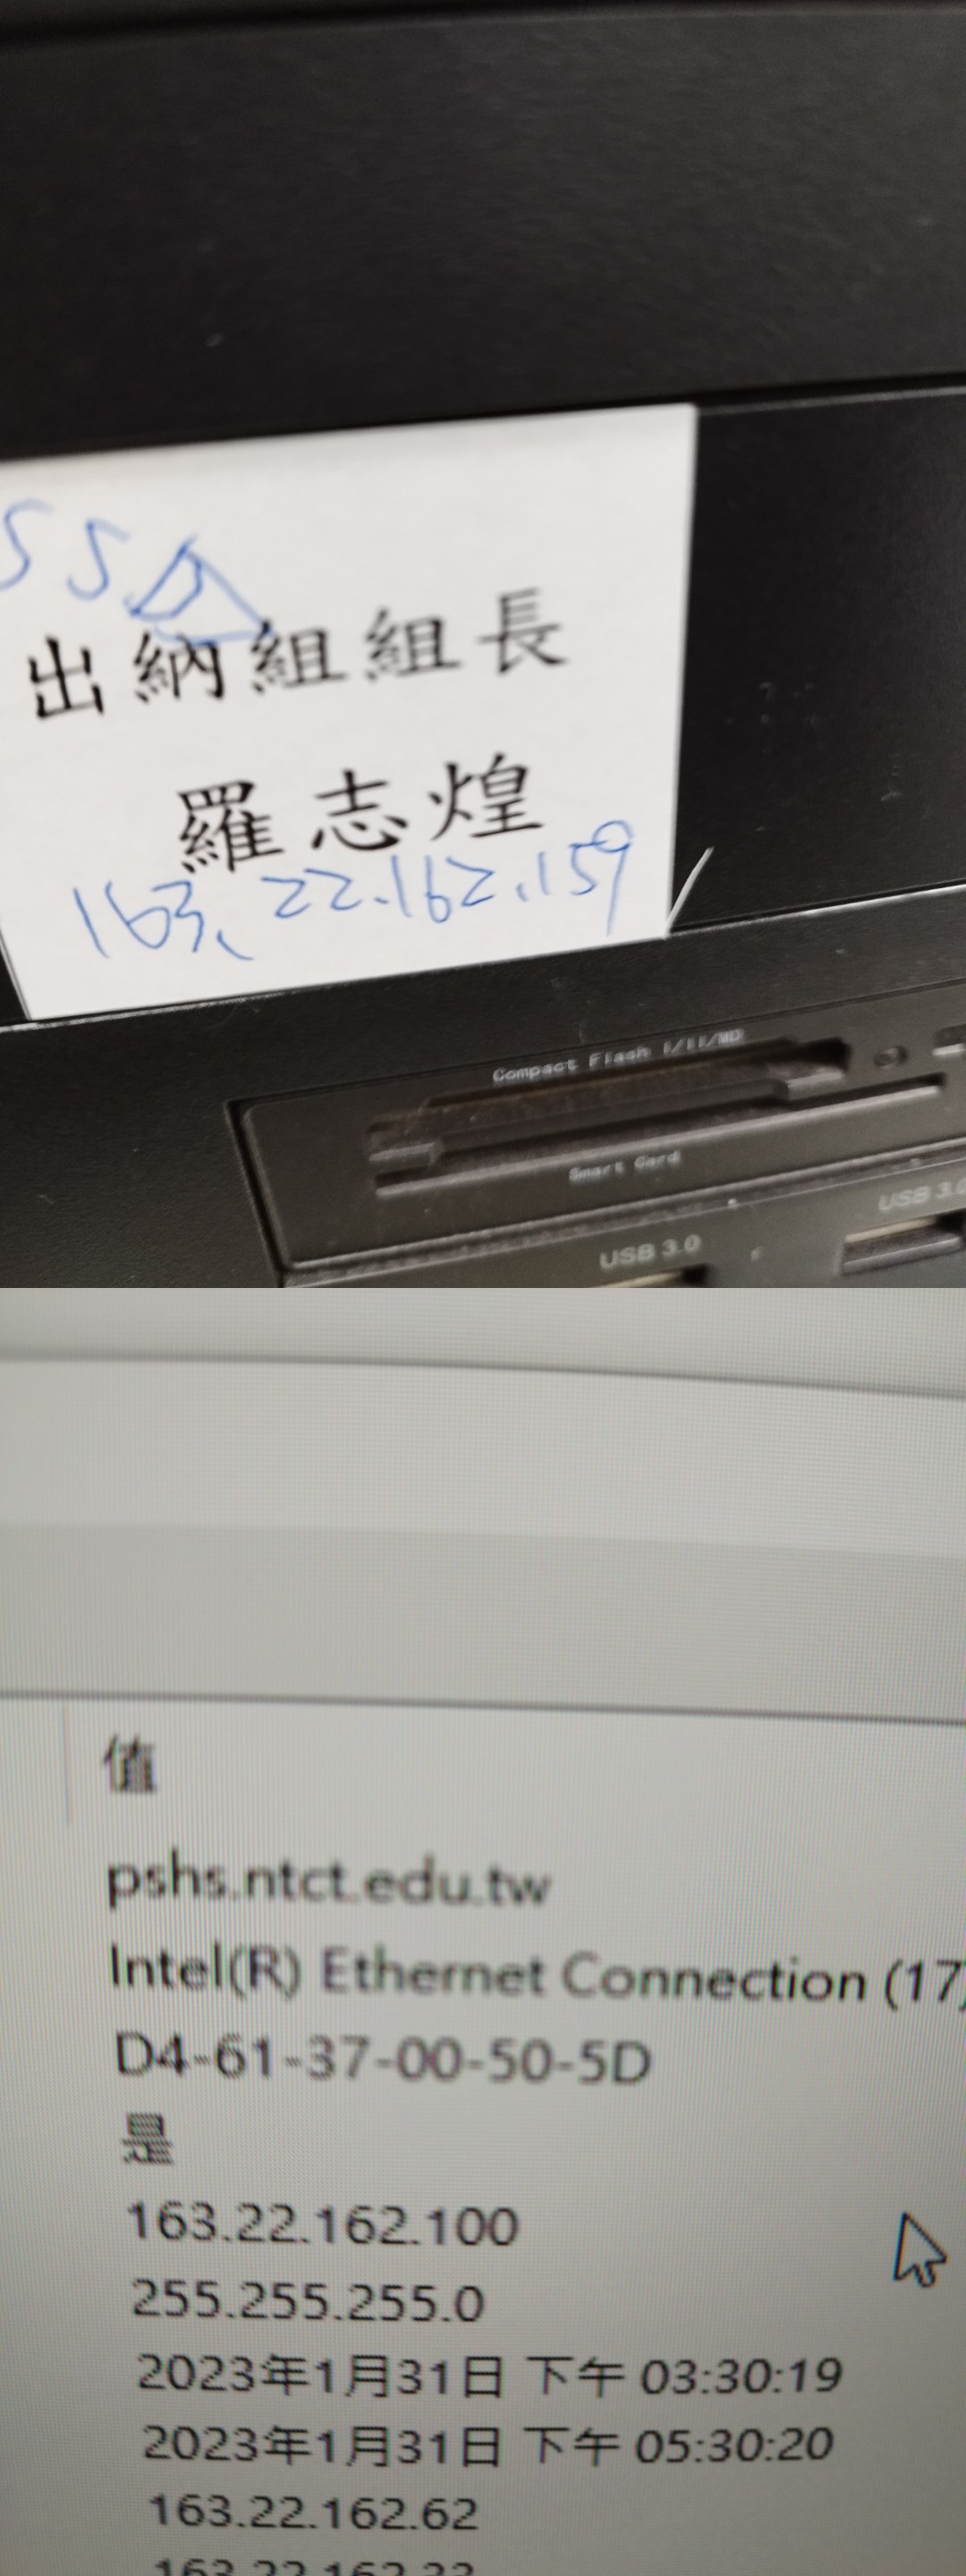 SSD
出納組組長
羅志煌
163、22.162.159
Compact Flash I/II/MD
Smart Card
USB 3.0
USB 3.0
值
pshs.ntct.edu.tw
Intel(R) Ethernet Connection (17)
D4-61-37-00-50-5D
是
163.22.162.100
255.255.255.0
2023年1月31日 下午 03:30:19
2023年1月31日 下午 05:30:20
163.22.162.62